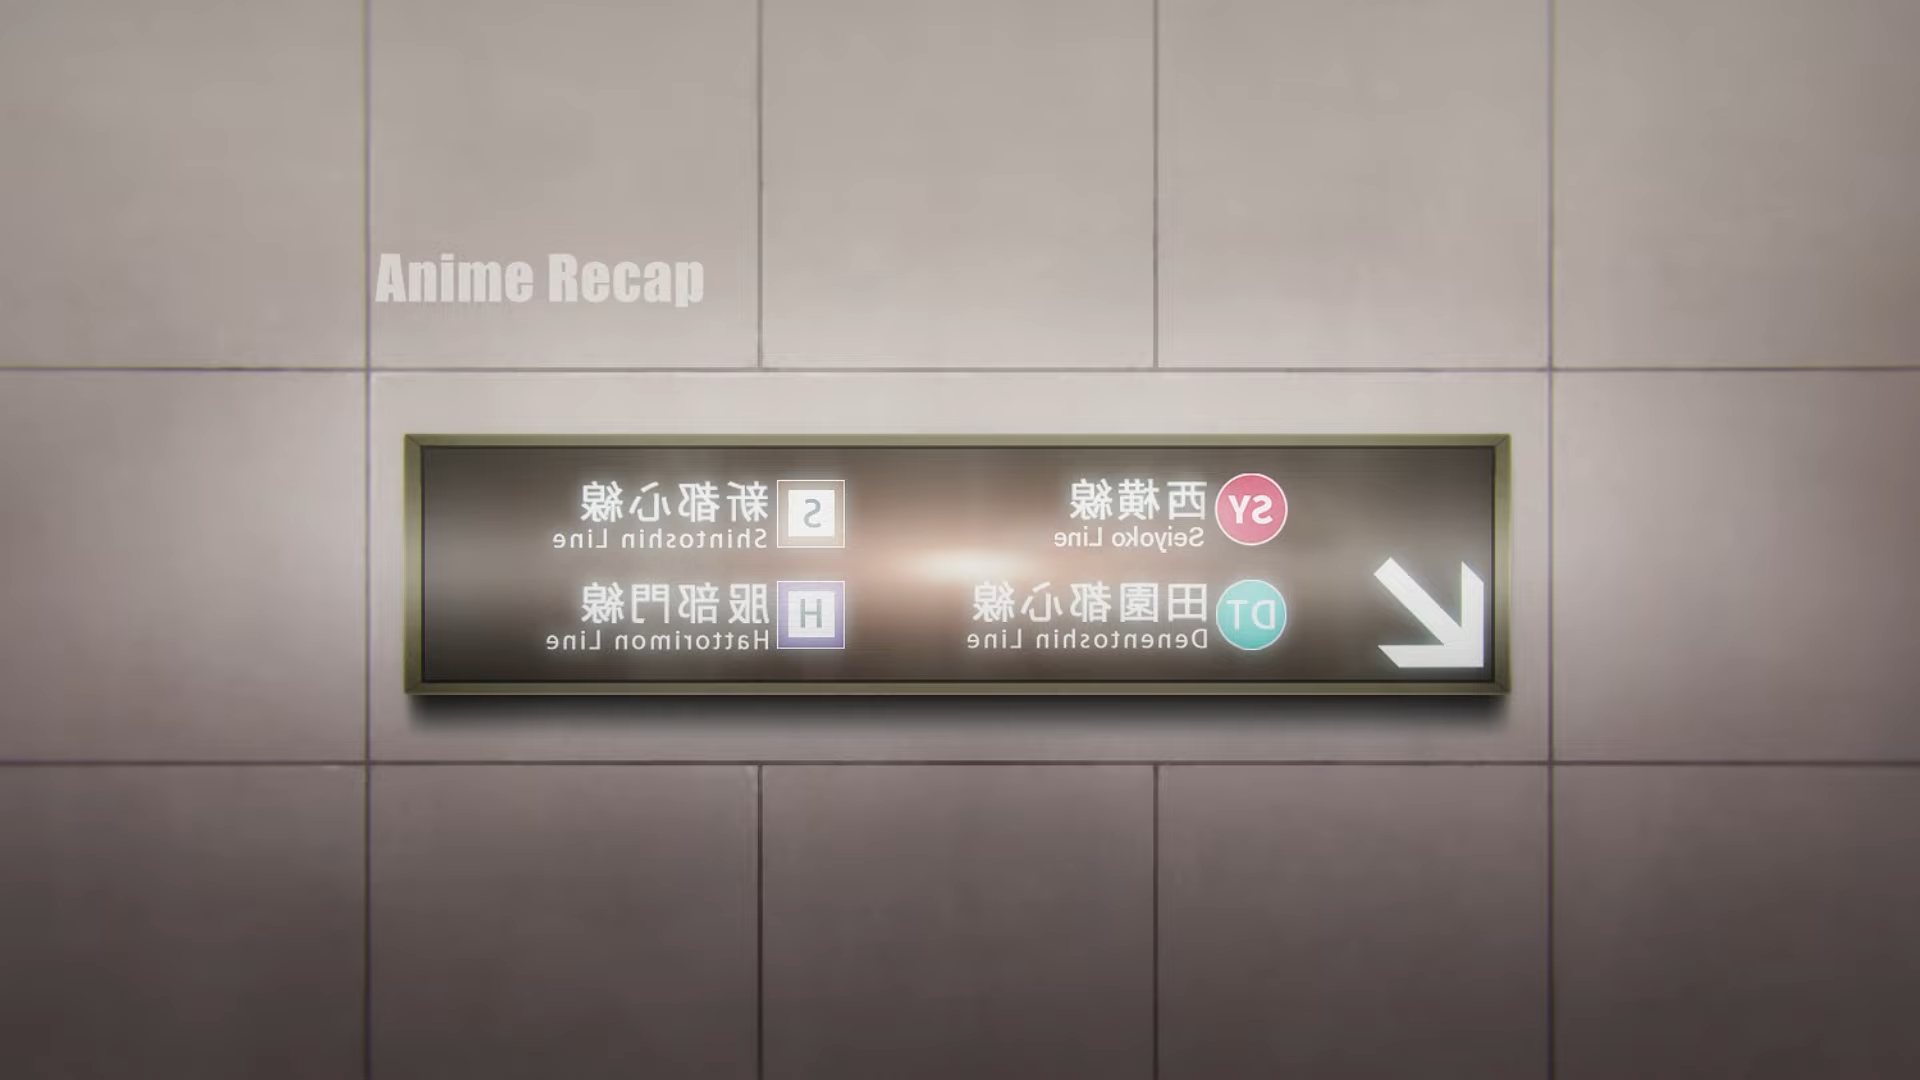 Anime Recap
SY 西横線
Seiyoko Line
DT 田園都心線
Denentoshin Line
S 新都心線
Shintoshin Line
H 服部門線
Hattorimon Line